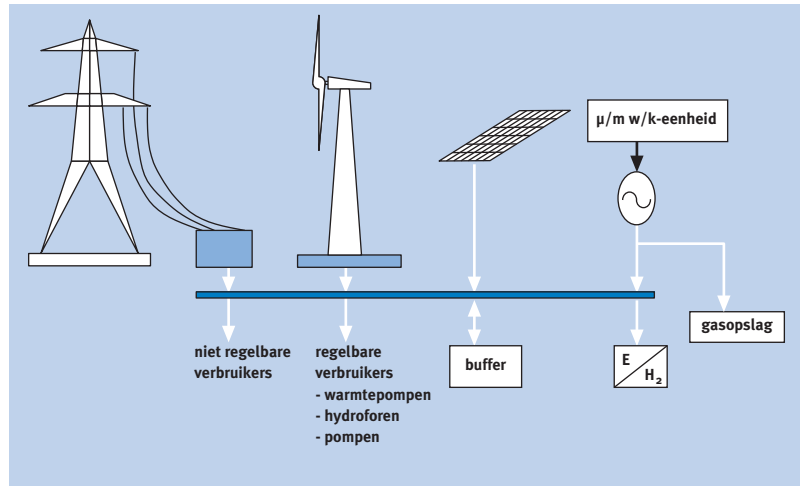 µ/m w/k-eenheid
gasopslag
niet regelbare
verbruikers
regelbare
verbruikers
- warmtepompen
- hydroforen
- pompen
buffer
E
H₂